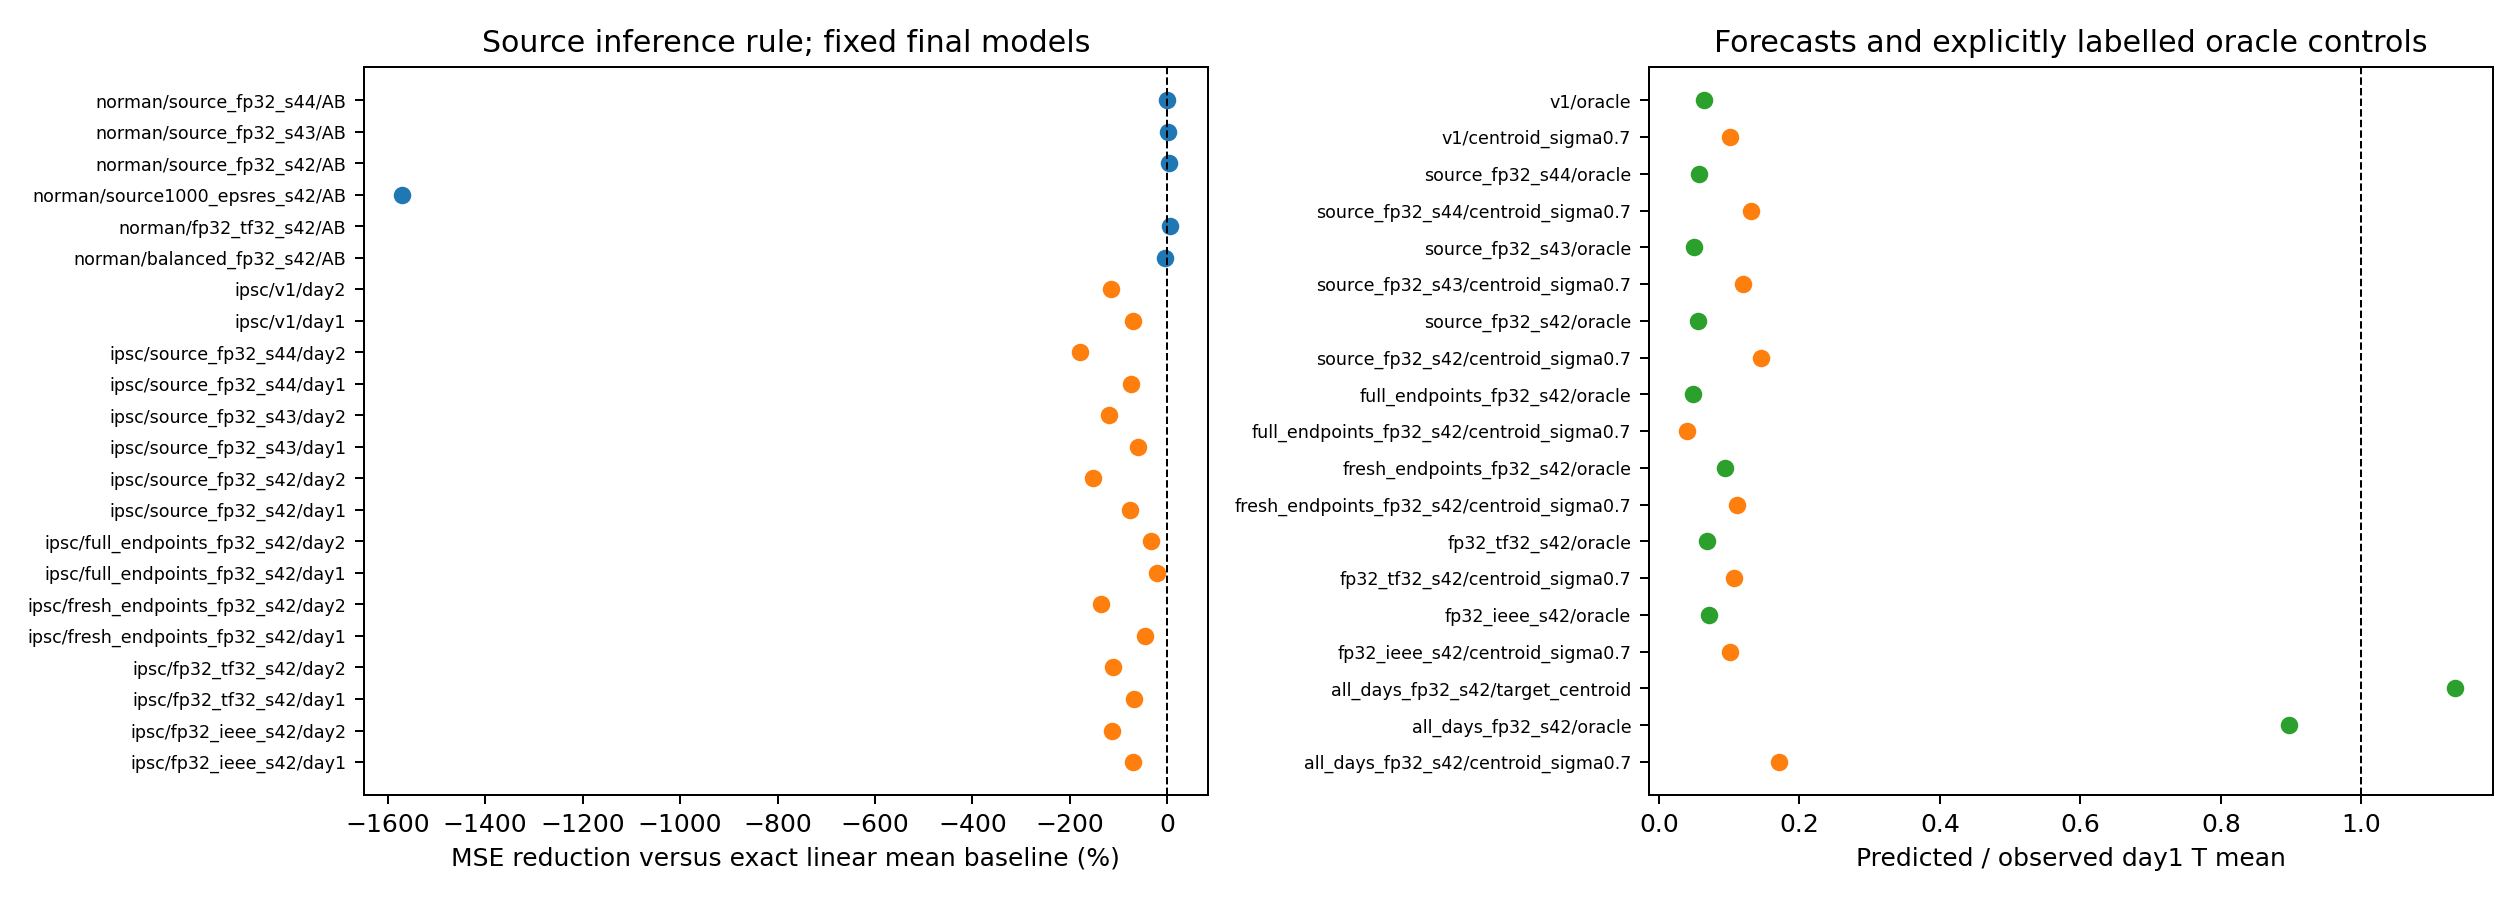 Source inference rule; fixed final models
norman/source_fp32_s44/AB
norman/source_fp32_s43/AB
norman/source_fp32_s42/AB
norman/source1000_epsres_s42/AB
norman/fp32_tf32_s42/AB
norman/balanced_fp32_s42/AB
ipsc/v1/day2
ipsc/v1/day1
ipsc/source_fp32_s44/day2
ipsc/source_fp32_s44/day1
ipsc/source_fp32_s43/day2
ipsc/source_fp32_s43/day1
ipsc/source_fp32_s42/day2
ipsc/source_fp32_s42/day1
ipsc/full_endpoints_fp32_s42/day2
ipsc/full_endpoints_fp32_s42/day1
ipsc/fresh_endpoints_fp32_s42/day2
ipsc/fresh_endpoints_fp32_s42/day1
ipsc/fp32_tf32_s42/day2
ipsc/fp32_tf32_s42/day1
ipsc/fp32_ieee_s42/day2
ipsc/fp32_ieee_s42/day1
−1600 −1400 −1200 −1000 −800 −600 −400 −200 0
MSE reduction versus exact linear mean baseline (%)
Forecasts and explicitly labelled oracle controls
v1/oracle
v1/centroid_sigma0.7
source_fp32_s44/oracle
source_fp32_s44/centroid_sigma0.7
source_fp32_s43/oracle
source_fp32_s43/centroid_sigma0.7
source_fp32_s42/oracle
source_fp32_s42/centroid_sigma0.7
full_endpoints_fp32_s42/oracle
full_endpoints_fp32_s42/centroid_sigma0.7
fresh_endpoints_fp32_s42/oracle
fresh_endpoints_fp32_s42/centroid_sigma0.7
fp32_tf32_s42/oracle
fp32_tf32_s42/centroid_sigma0.7
fp32_ieee_s42/oracle
fp32_ieee_s42/centroid_sigma0.7
all_days_fp32_s42/target_centroid
all_days_fp32_s42/oracle
all_days_fp32_s42/centroid_sigma0.7
0.0 0.2 0.4 0.6 0.8 1.0
Predicted / observed day1 T mean